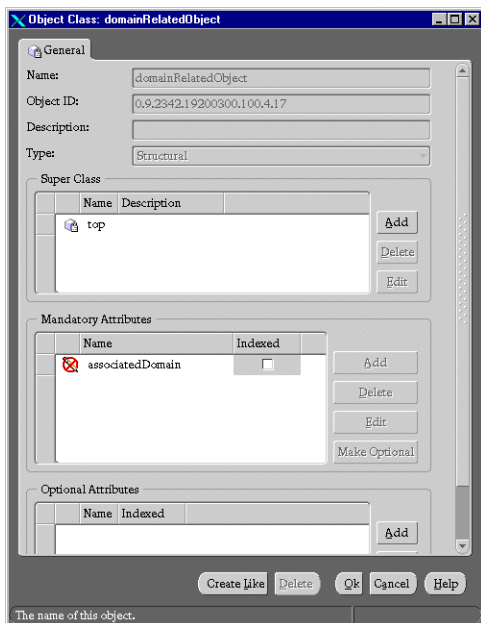 Object Class: domainRelatedObject
General
Name: domainRelatedObject
Object ID: 0.9.2342.19200300.100.4.17
Description:
Type: Structural
Super Class
Name Description
top
Add
Delete
Edit
Mandatory Attributes
Name Indexed
associatedDomain
Add
Delete
Edit
Make Optional
Optional Attributes
Name Indexed
Add
Create Like Delete Ok Cancel Help
The name of this object.